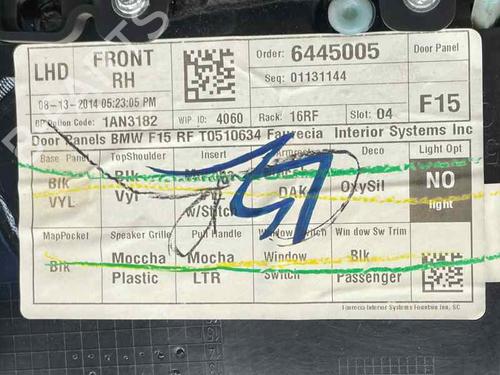 LHD FRONT RH Order: 6445005 Door Panel
Seq: 01131144
08-13-2014 05:23:05 PM
Option Code: 1AN3182 WIP ID: 4060 Rack: 16RF Slot: 04 F15
Door Panels BMW F15 RF T0510634 Faurecia Interior Systems Inc
Base Panel TopShoulder Insert Deco Light Opt
Blk Blk OxySil NO
VYL Vyl w/Stitch OAK light
MapPocket Speaker Grille Pull Handle Window Switch Win dow Sw Trim
Blk Moccha Mocha Window Blk
Plastic LTR Switch Passenger
Faurecia Interior Systems Fountain Inn, SC